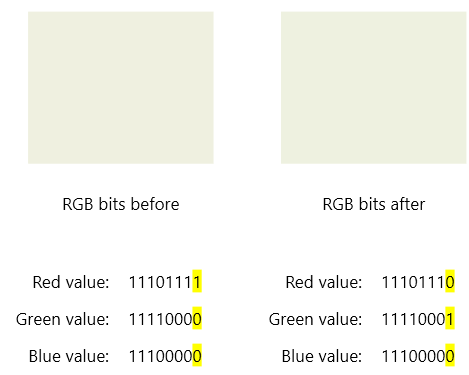 RGB bits before RGB bits after
Red value: 11101111 Red value: 11101110
Green value: 11110000 Green value: 11110001
Blue value: 11100000 Blue value: 11100000